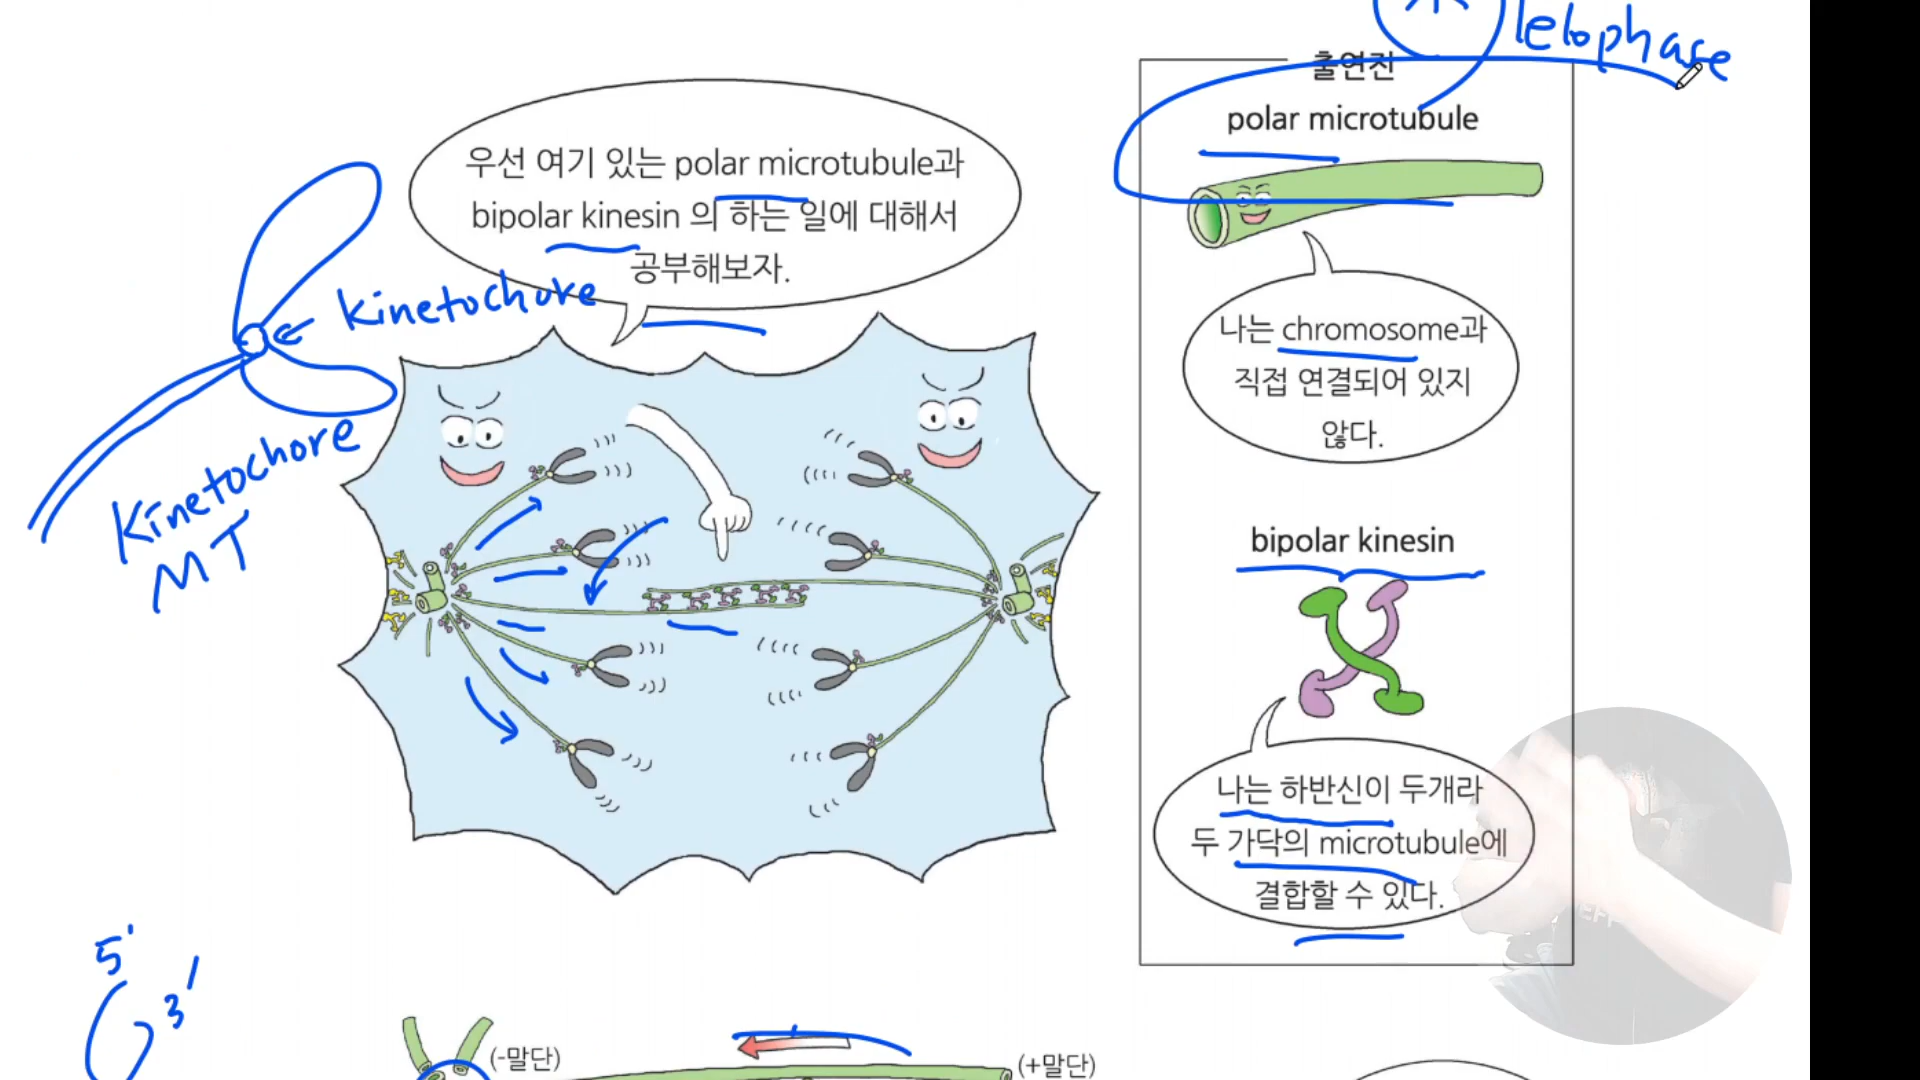 telophase
출연진
polar microtubule
우선 여기 있는 polar microtubule과
bipolar kinesin 의 하는 일에 대해서
공부해보자.
kinetochore
나는 chromosome과
직접 연결되어 있지
않다.
Kinetochore
MT
bipolar kinesin
나는 하반신이 두개라
두 가닥의 microtubule에
결합할 수 있다.
5'
3'
(-말단)
(+말단)